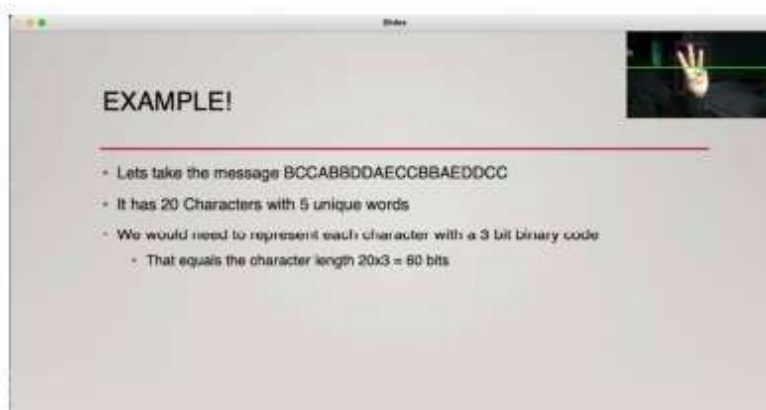 Slides
EXAMPLE!
Lets take the message BCCABBDDAECCBBAEDDCC
It has 20 Characters with 5 unique words
We would need to represent each character with a 3 bit binary code
That equals the character length 20x3 = 60 bits